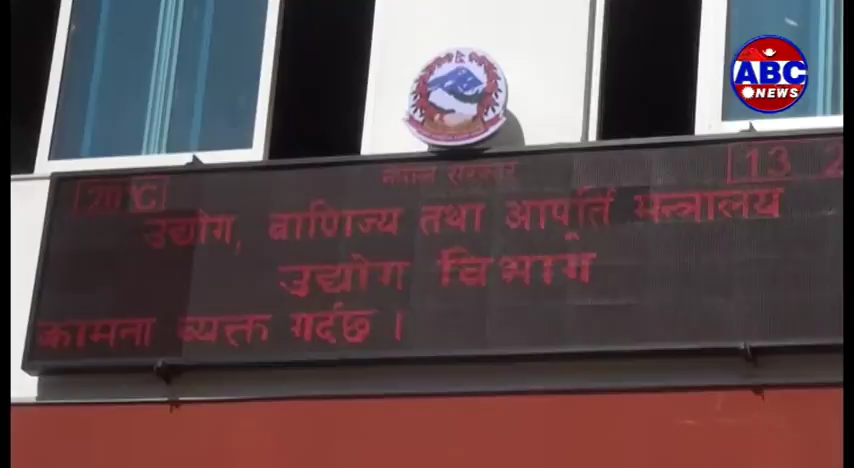 ABC
NEWS
नेपाल सरकार
13
उद्योग, वाणिज्य तथा आपूर्ति मन्त्रालय
उद्योग विभाग
कामना व्यक्त गर्दछ ।